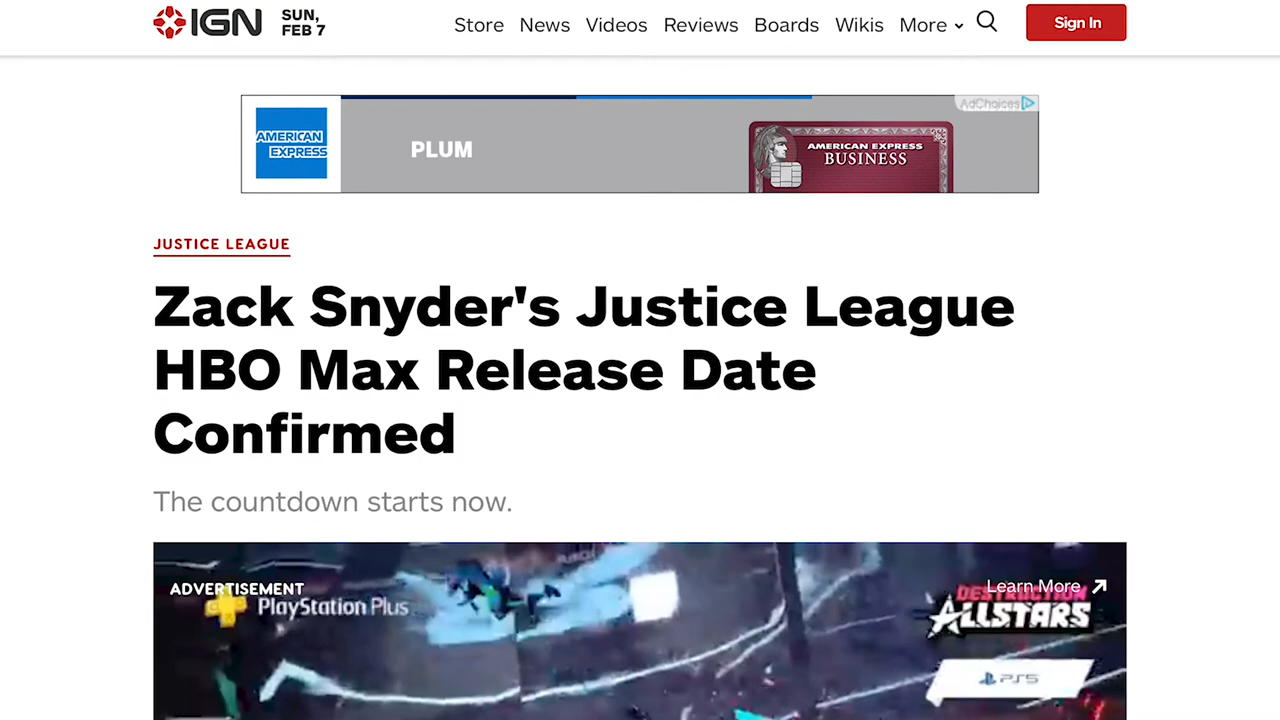 IGN
SUN,
FEB 7
Store News Videos Reviews Boards Wikis More
Sign In
AdChoices
AMERICAN
EXPRESS
PLUM
AMERICAN EXPRESS
BUSINESS
JUSTICE LEAGUE
Zack Snyder's Justice League
HBO Max Release Date
Confirmed
The countdown starts now.
ADVERTISEMENT
Learn More
PlayStation Plus
DESTRUCTION
ALLSTARS
PS5